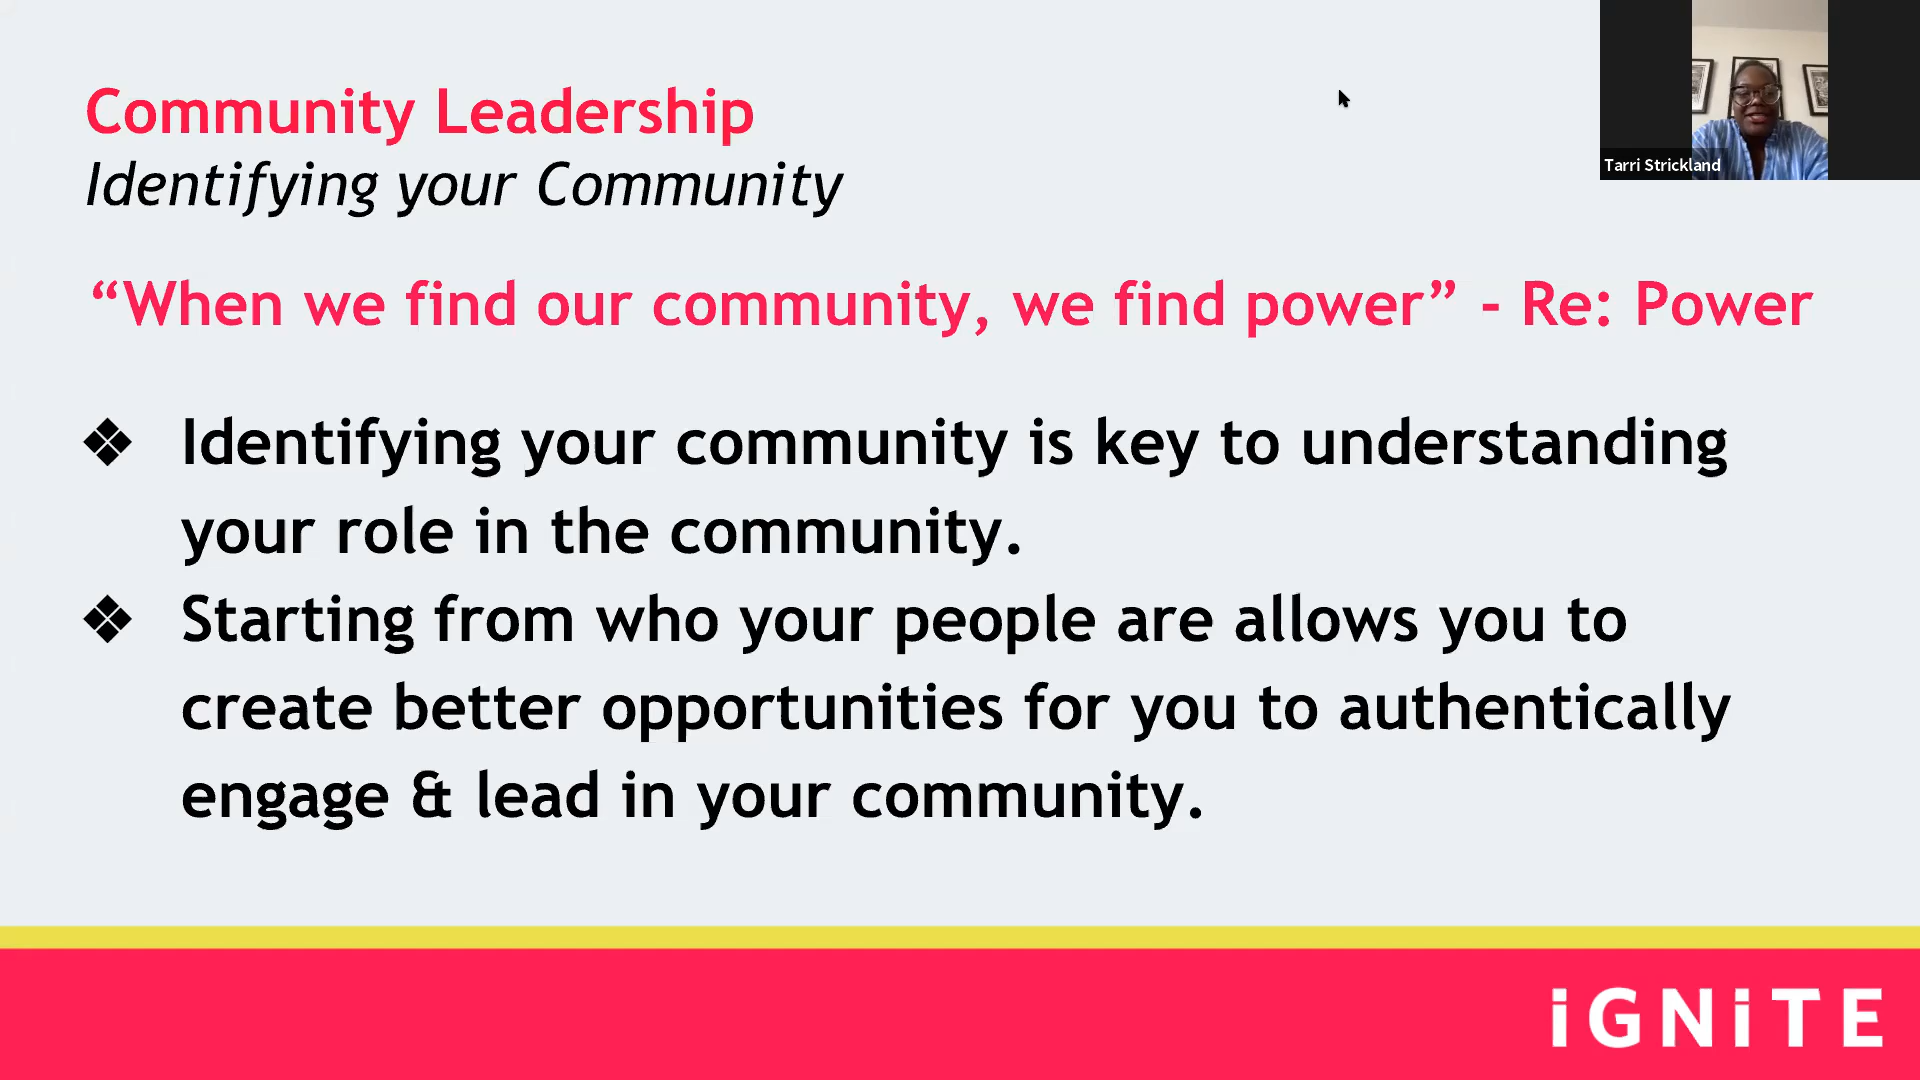 Community Leadership
Identifying your Community
Tarri Strickland
“When we find our community, we find power” - Re: Power
❖ Identifying your community is key to understanding
your role in the community.
❖ Starting from who your people are allows you to
create better opportunities for you to authentically
engage & lead in your community.
iGNiTE